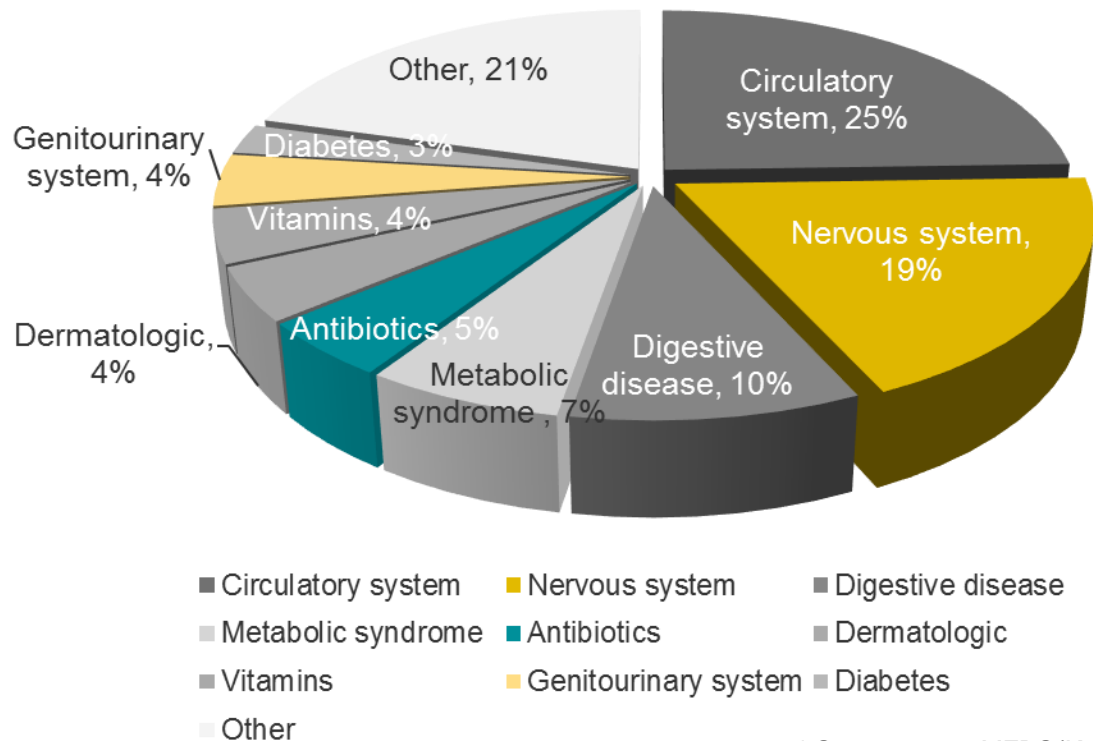 Other, 21%
Circulatory
system, 25%
Genitourinary
system, 4%
Diabetes, 3%
Vitamins, 4%
Nervous system,
19%
Dermatologic,
4%
Antibiotics, 5%
Metabolic
syndrome , 7%
Digestive
disease, 10%
Circulatory system
Nervous system
Digestive disease
Metabolic syndrome
Antibiotics
Dermatologic
Vitamins
Genitourinary system
Diabetes
Other